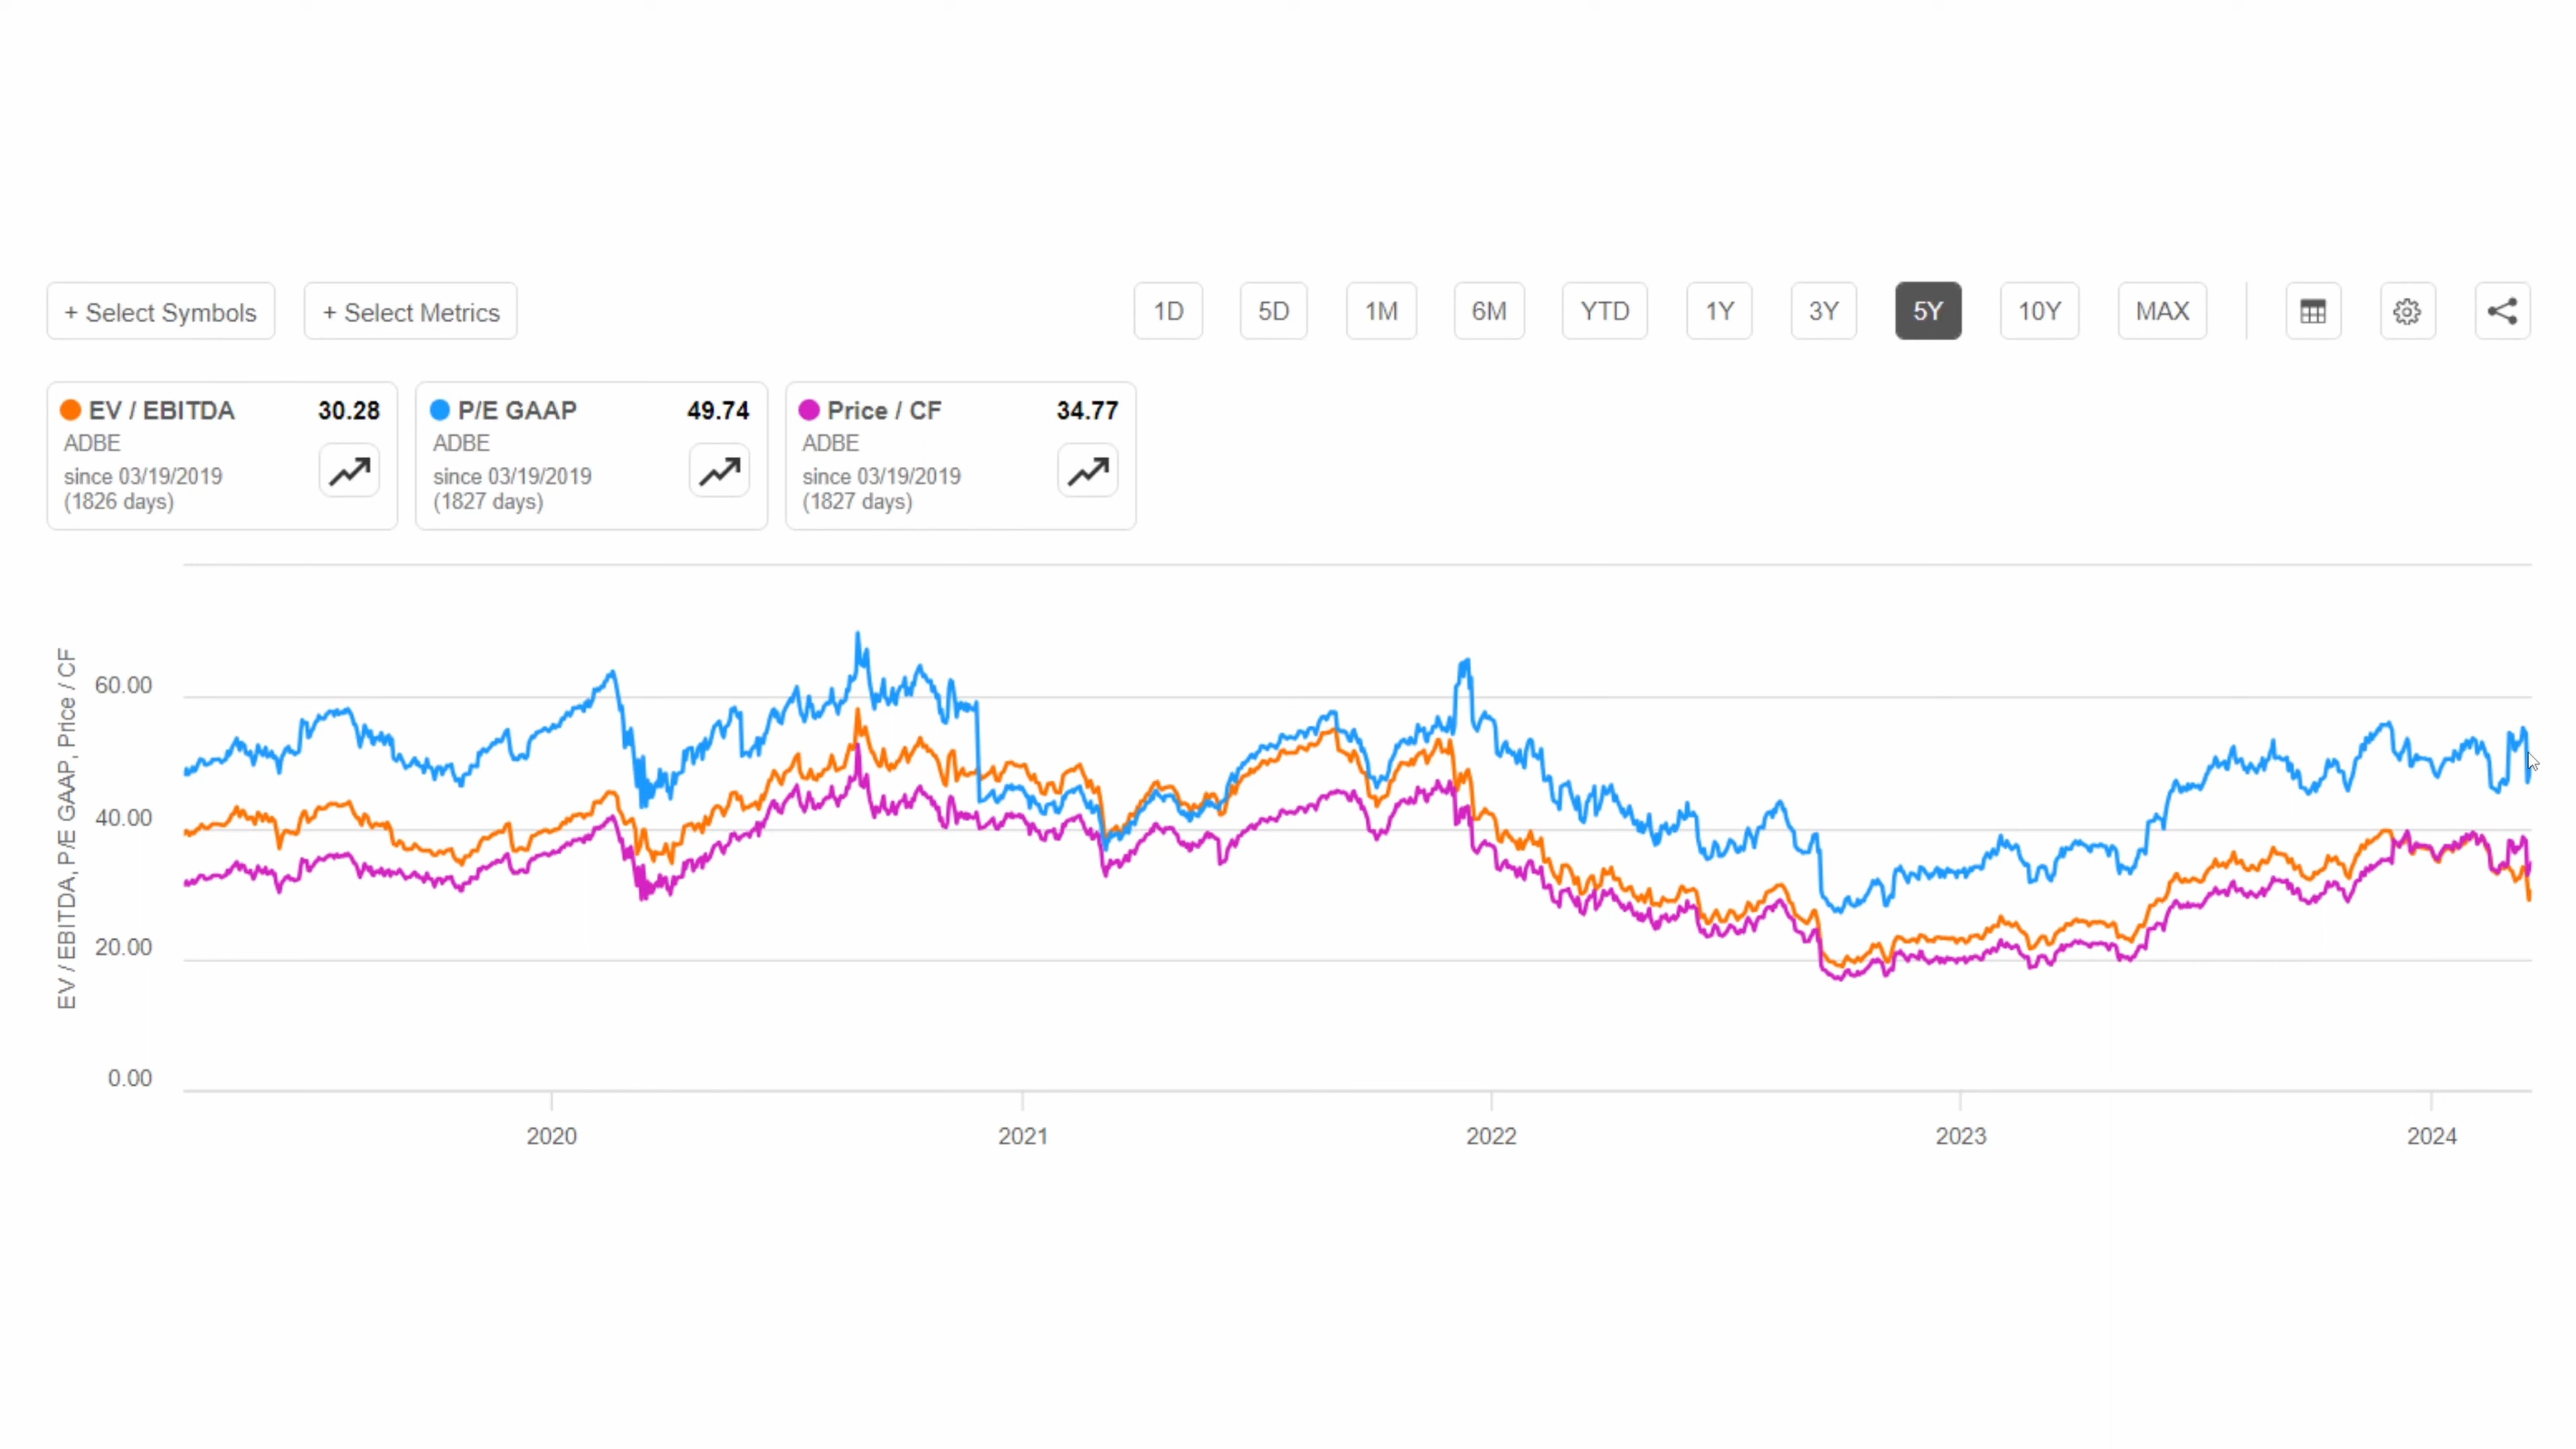 + Select Symbols
+ Select Metrics
1D
5D
1M
6M
YTD
1Y
3Y
5Y
10Y
MAX
EV / EBITDA 30.28
ADBE
since 03/19/2019
(1826 days)
P/E GAAP 49.74
ADBE
since 03/19/2019
(1827 days)
Price / CF 34.77
ADBE
since 03/19/2019
(1827 days)
EV / EBITDA, P/E GAAP, Price / CF
60.00
40.00
20.00
0.00
2020
2021
2022
2023
2024